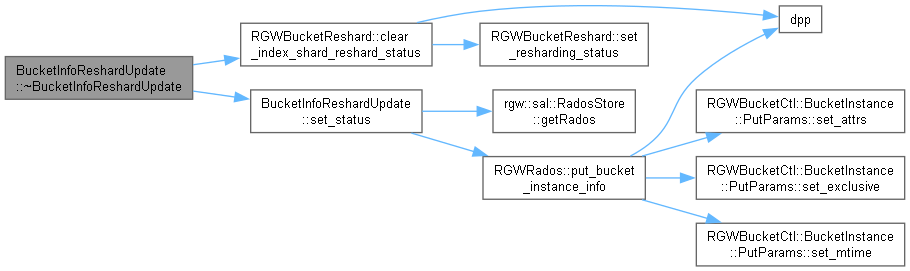 BucketInfoReshardUpdate
::~BucketInfoReshardUpdate
RGWBucketReshard::clear
_index_shard_reshard_status
BucketInfoReshardUpdate
::set_status
RGWBucketReshard::set
_resharding_status
rgw::sal::RadosStore
::getRados
RGWRados::put_bucket
_instance_info
dpp
RGWBucketCtl::BucketInstance
::PutParams::set_attrs
RGWBucketCtl::BucketInstance
::PutParams::set_exclusive
RGWBucketCtl::BucketInstance
::PutParams::set_mtime